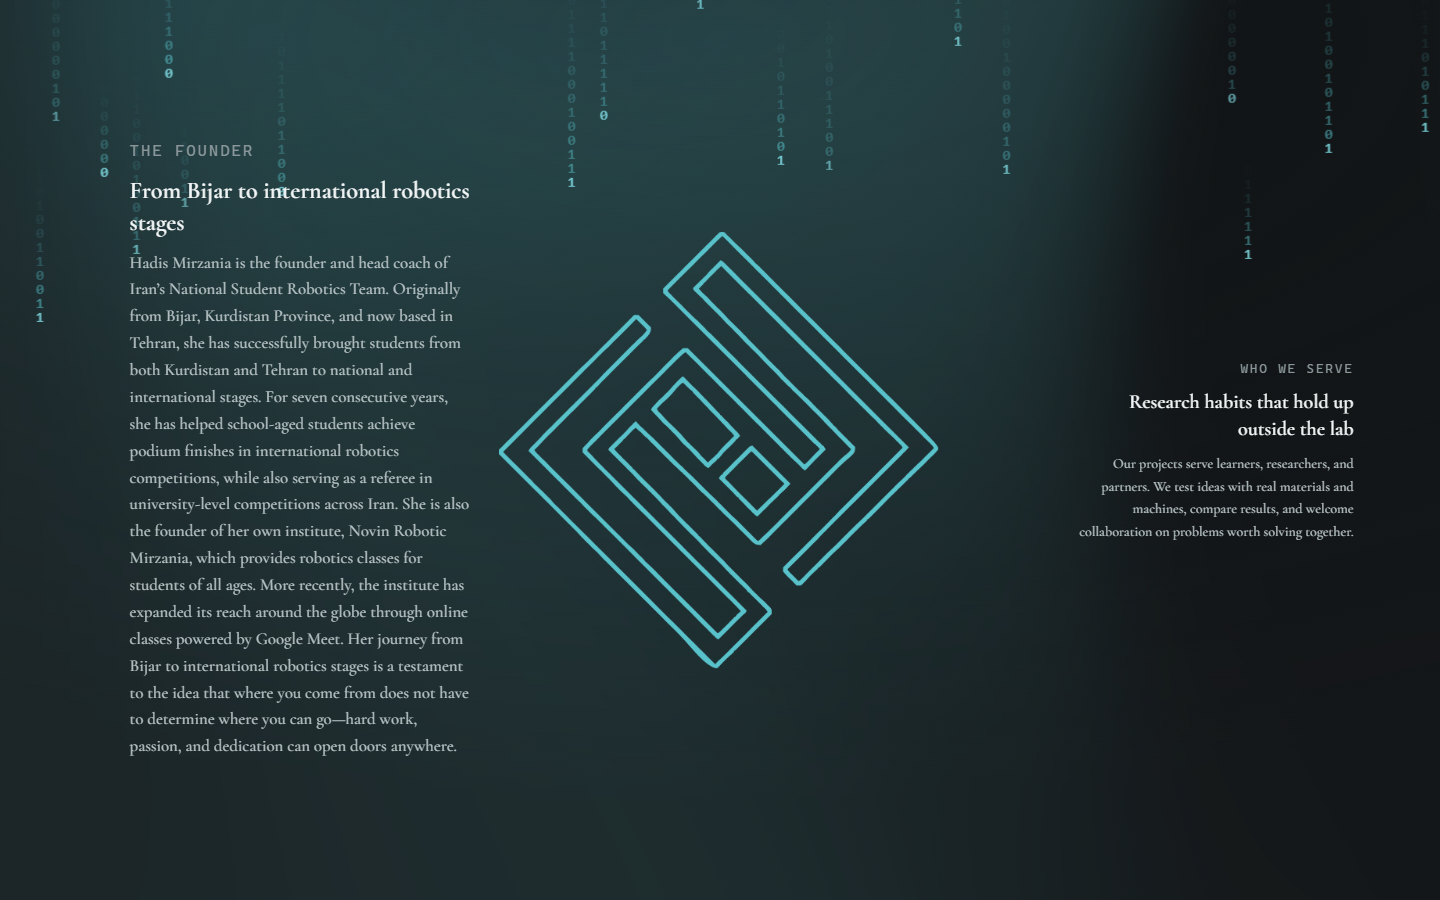 THE FOUNDER
From Bijar to international robotics
stages
Hadis Mirzania is the founder and head coach of
Iran’s National Student Robotics Team. Originally
from Bijar, Kurdistan Province, and now based in
Tehran, she has successfully brought students from
both Kurdistan and Tehran to national and
international stages. For seven consecutive years,
she has helped school-aged students achieve
podium finishes in international robotics
competitions, while also serving as a referee in
university-level competitions across Iran. She is also
the founder of her own institute, Novin Robotic
Mirzania, which provides robotics classes for
students of all ages. More recently, the institute has
expanded its reach around the globe through online
classes powered by Google Meet. Her journey from
Bijar to international robotics stages is a testament
to the idea that where you come from does not have
to determine where you can go—hard work,
passion, and dedication can open doors anywhere.
WHO WE SERVE
Research habits that hold up
outside the lab
Our projects serve learners, researchers, and
partners. We test ideas with real materials and
machines, compare results, and welcome
collaboration on problems worth solving together.